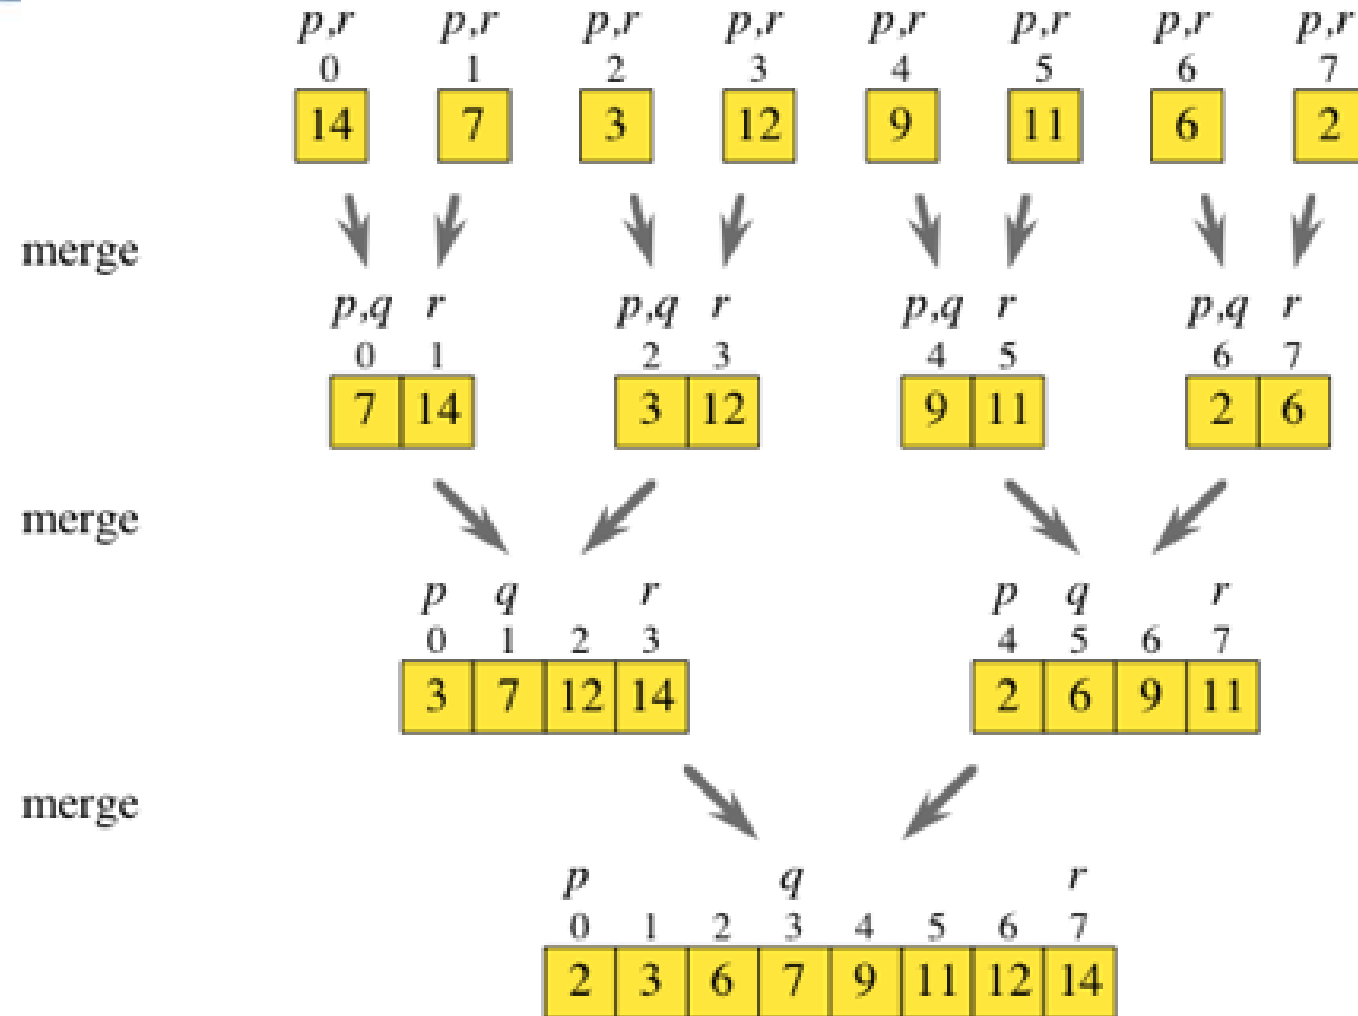 p,r p,r p,r p,r p,r p,r p,r p,r
0 1 2 3 4 5 6 7
14 7 3 12 9 11 6 2
merge
p,q r p,q r p,q r p,q r
0 1 2 3 4 5 6 7
7 14 3 12 9 11 2 6
merge
p q r p q r
0 1 2 3 4 5 6 7
3 7 12 14 2 6 9 11
merge
p q r
0 1 2 3 4 5 6 7
2 3 6 7 9 11 12 14